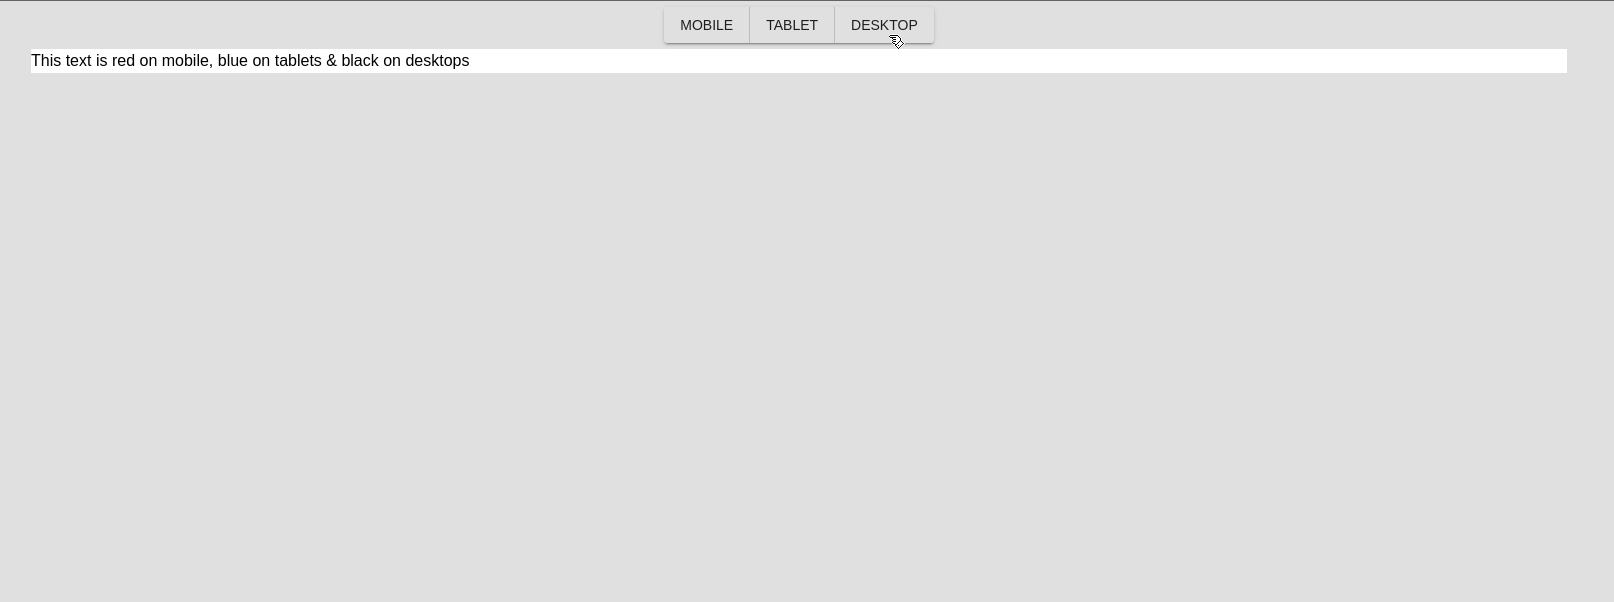 MOBILE TABLET DESKTOP
This text is red on mobile, blue on tablets & black on desktops